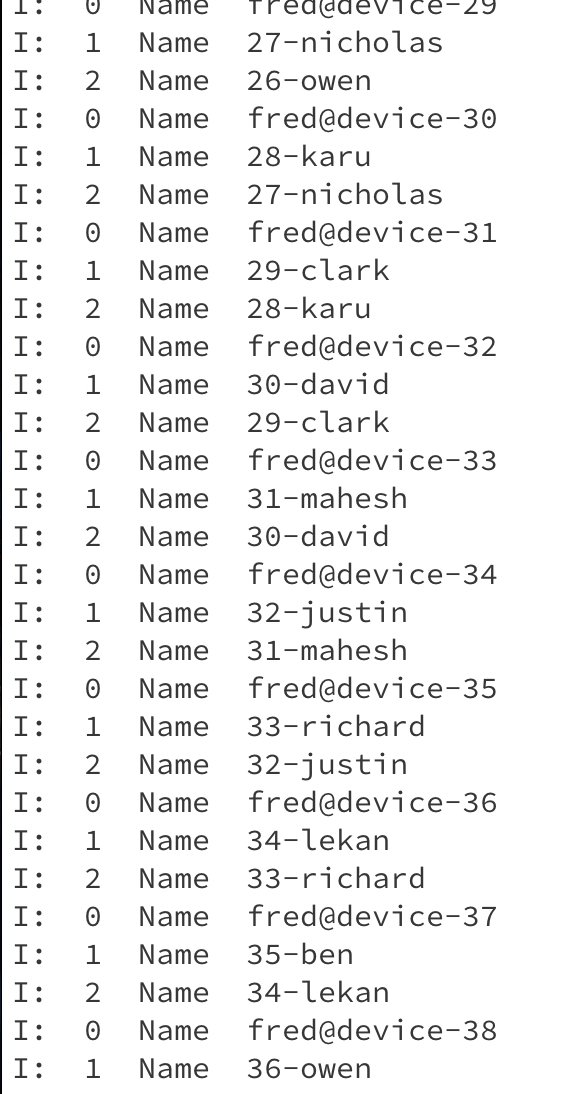 I: 0 Name fred@device-29
I: 1 Name 27-nicholas
I: 2 Name 26-owen
I: 0 Name fred@device-30
I: 1 Name 28-karu
I: 2 Name 27-nicholas
I: 0 Name fred@device-31
I: 1 Name 29-clark
I: 2 Name 28-karu
I: 0 Name fred@device-32
I: 1 Name 30-david
I: 2 Name 29-clark
I: 0 Name fred@device-33
I: 1 Name 31-mahesh
I: 2 Name 30-david
I: 0 Name fred@device-34
I: 1 Name 32-justin
I: 2 Name 31-mahesh
I: 0 Name fred@device-35
I: 1 Name 33-richard
I: 2 Name 32-justin
I: 0 Name fred@device-36
I: 1 Name 34-lekan
I: 2 Name 33-richard
I: 0 Name fred@device-37
I: 1 Name 35-ben
I: 2 Name 34-lekan
I: 0 Name fred@device-38
I: 1 Name 36-owen